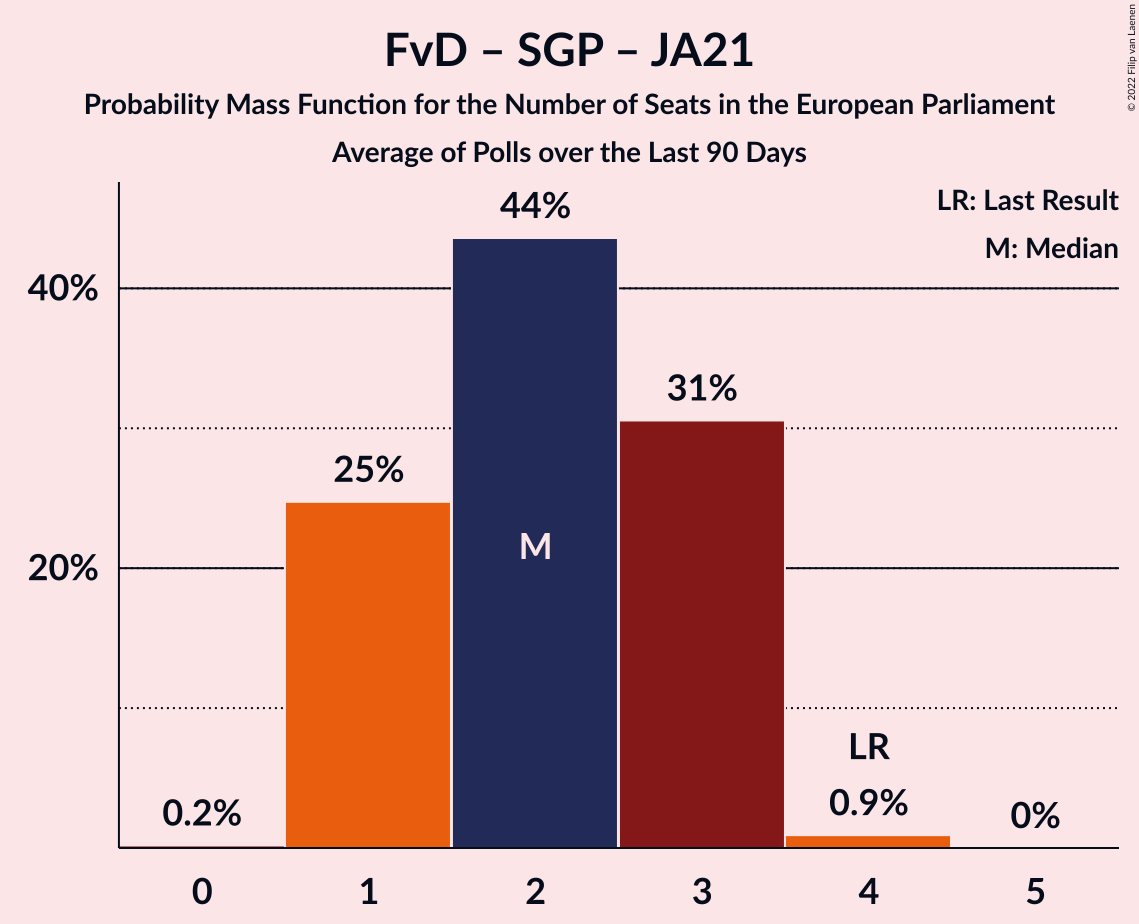 FvD – SGP – JA21
Probability Mass Function for the Number of Seats in the European Parliament
Average of Polls over the Last 90 Days
© 2022 Filip van Laenen
LR: Last Result
M: Median
44%
40%
31%
25%
M
20%
LR
0.2%
0.9%
0%
0 1 2 3 4 5